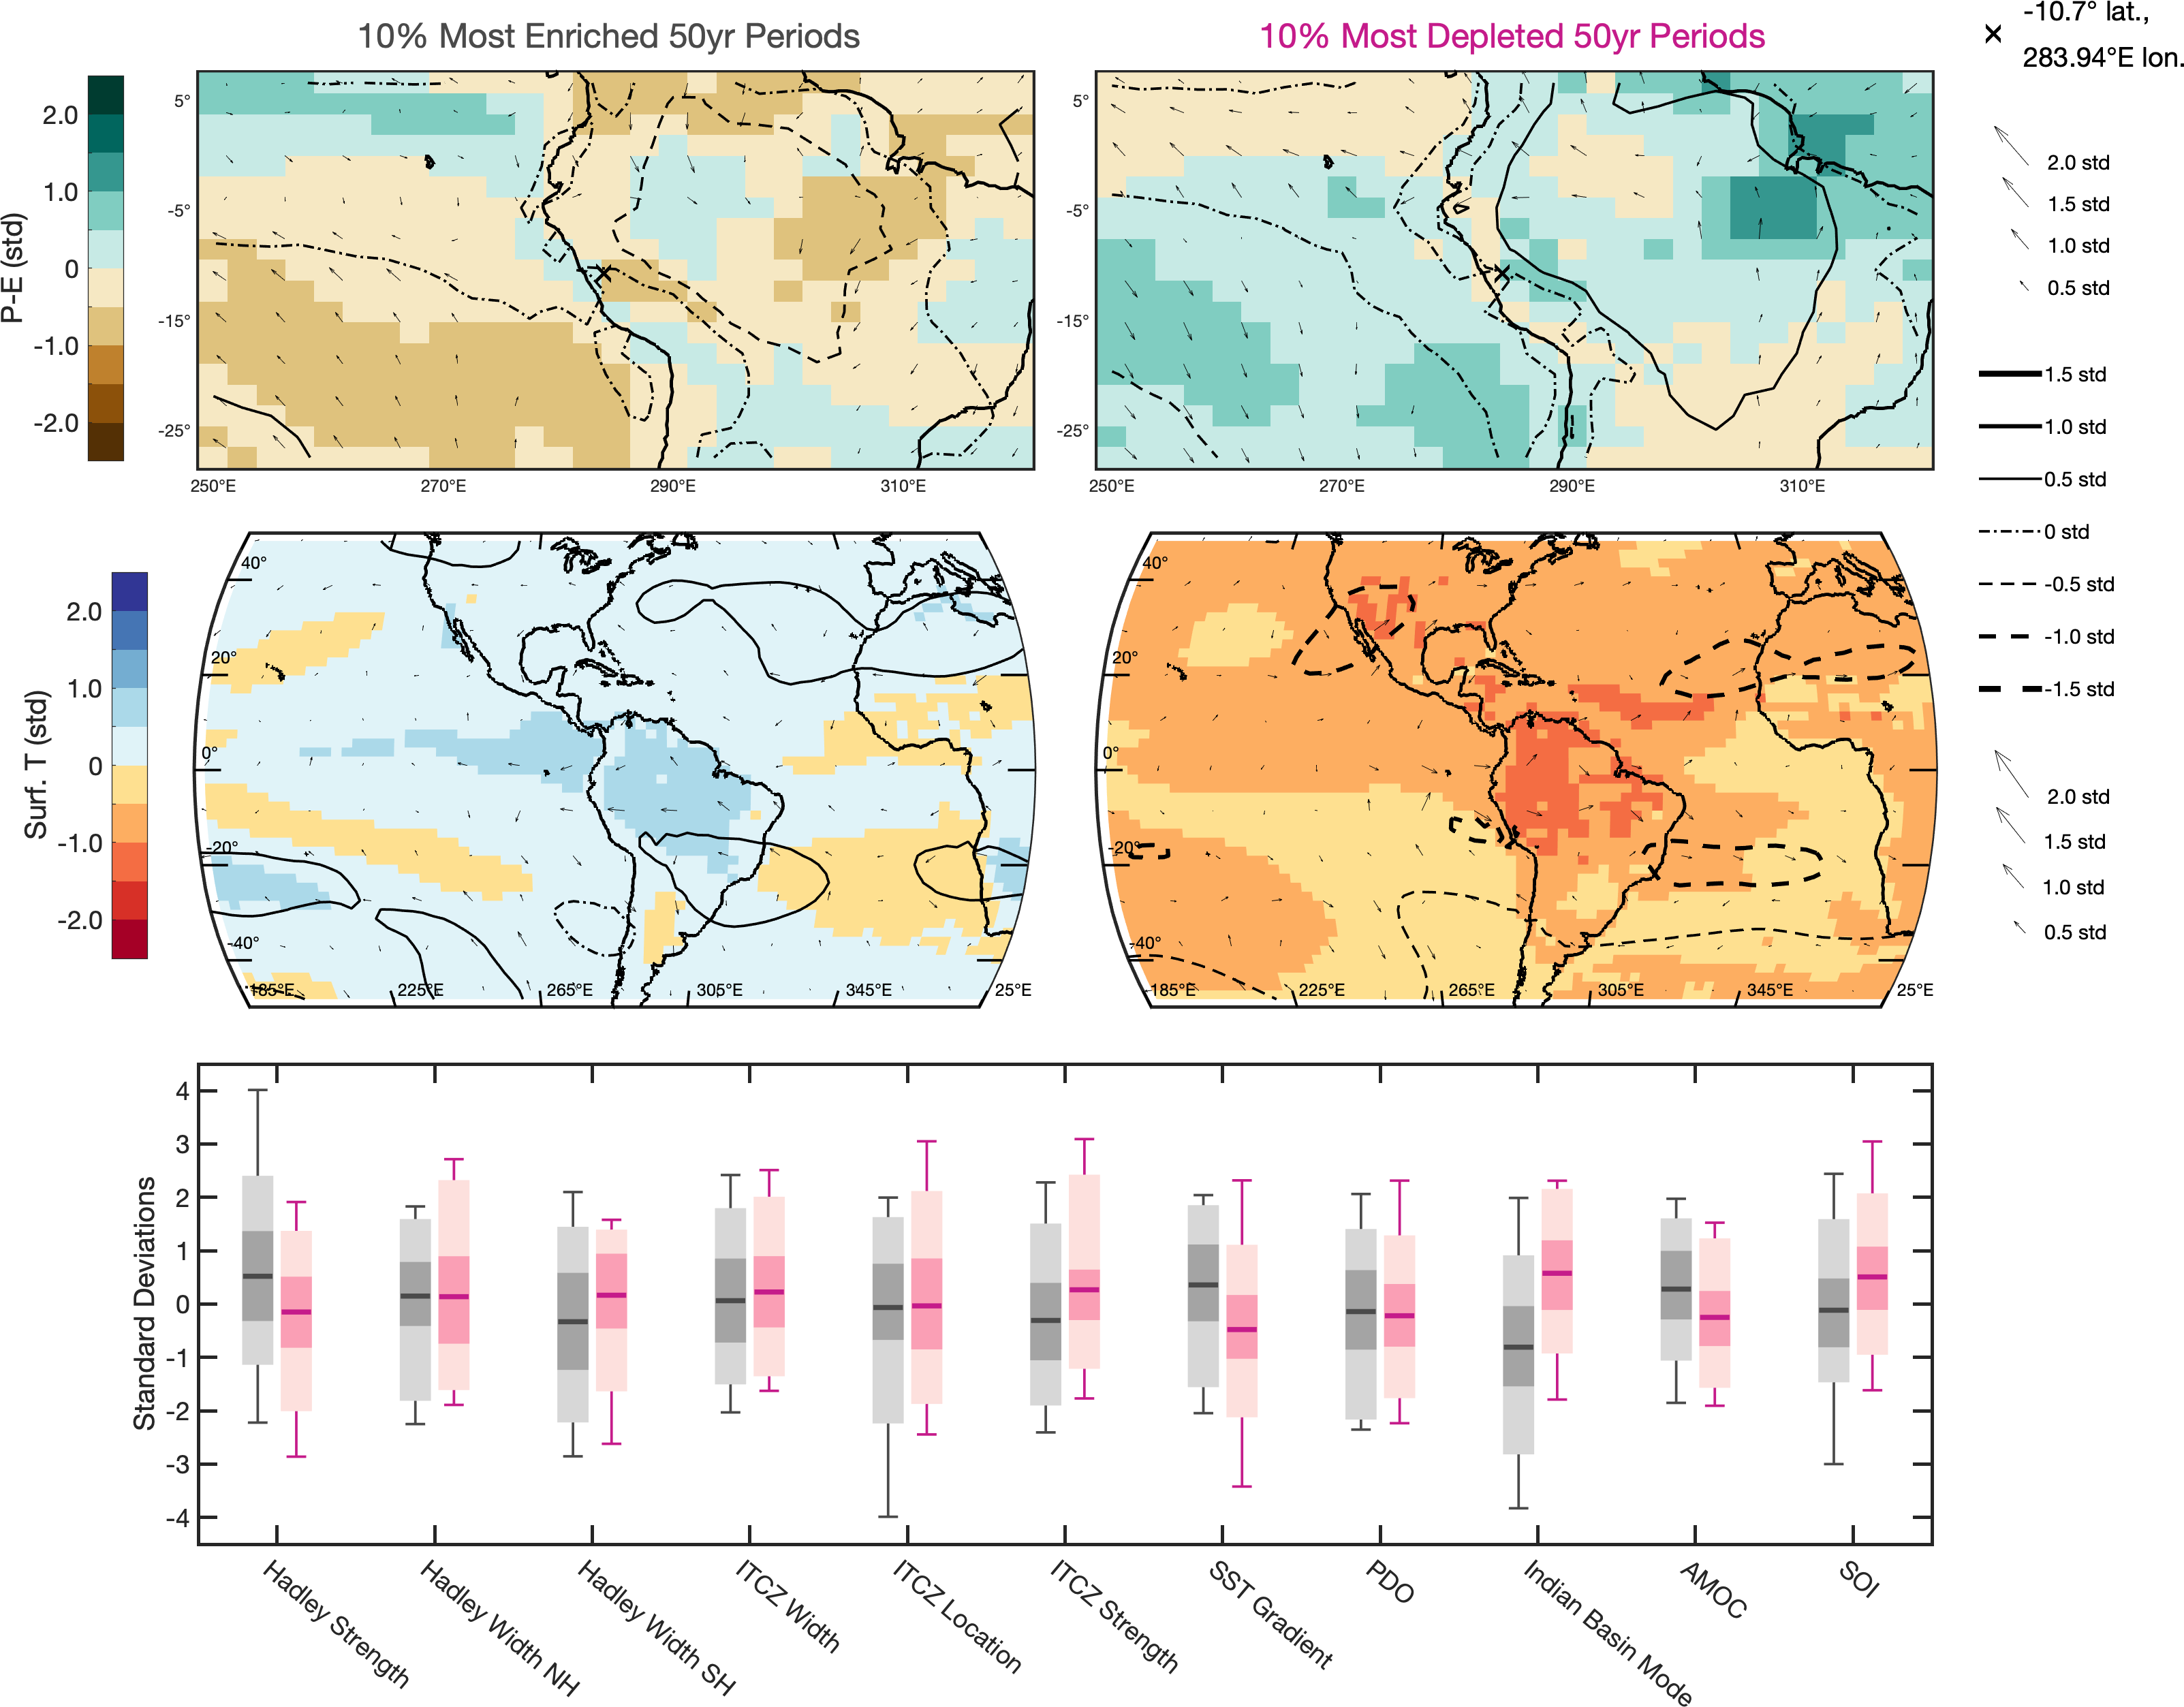 10% Most Enriched 50yr Periods
10% Most Depleted 50yr Periods
-10.7° lat.,
283.94°E lon.
P-E (std)
2.0
1.0
0
-1.0
-2.0
5°
-5°
-15°
-25°
250°E
270°E
290°E
310°E
5°
-5°
-15°
-25°
250°E
270°E
290°E
310°E
2.0 std
1.5 std
1.0 std
0.5 std
1.5 std
1.0 std
0.5 std
0 std
-0.5 std
-1.0 std
-1.5 std
2.0 std
1.5 std
1.0 std
0.5 std
Surf. T (std)
2.0
1.0
0
-1.0
-2.0
40°
20°
0°
-20°
-40°
185°E
225°E
265°E
305°E
345°E
25°E
40°
20°
0°
-20°
-40°
185°E
225°E
265°E
305°E
345°E
25°E
Standard Deviations
4
3
2
1
0
-1
-2
-3
-4
Hadley Strength
Hadley Width NH
Hadley Width SH
ITCZ Width
ITCZ Location
ITCZ Strength
SST Gradient
PDO
Indian Basin Mode
AMOC
SOI